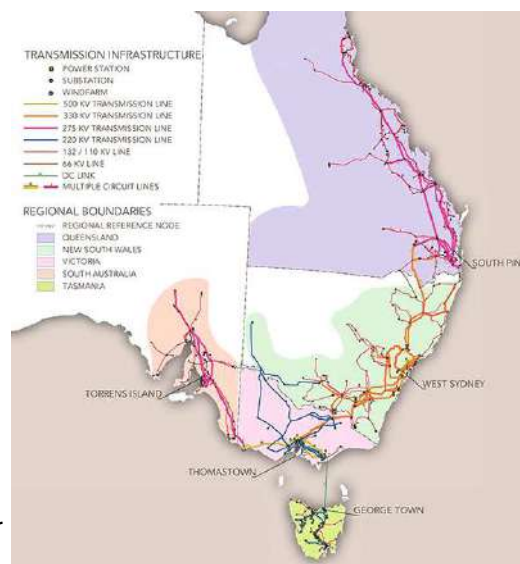 TRANSMISSION INFRASTRUCTURE
POWER STATION
SUBSTATION
WINDFARM
500 KV TRANSMISSION LINE
330 KV TRANSMISSION LINE
275 KV TRANSMISSION LINE
220 KV TRANSMISSION LINE
132 / 110 KV LINE
66 KV LINE
DC LINK
MULTIPLE CIRCUIT LINES
REGIONAL BOUNDARIES
REGIONAL REFERENCE NODE
QUEENSLAND
NEW SOUTH WALES
VICTORIA
SOUTH AUSTRALIA
TASMANIA
SOUTH PIN
WEST SYDNEY
TORRENS ISLAND
THOMASTOWN
GEORGE TOWN